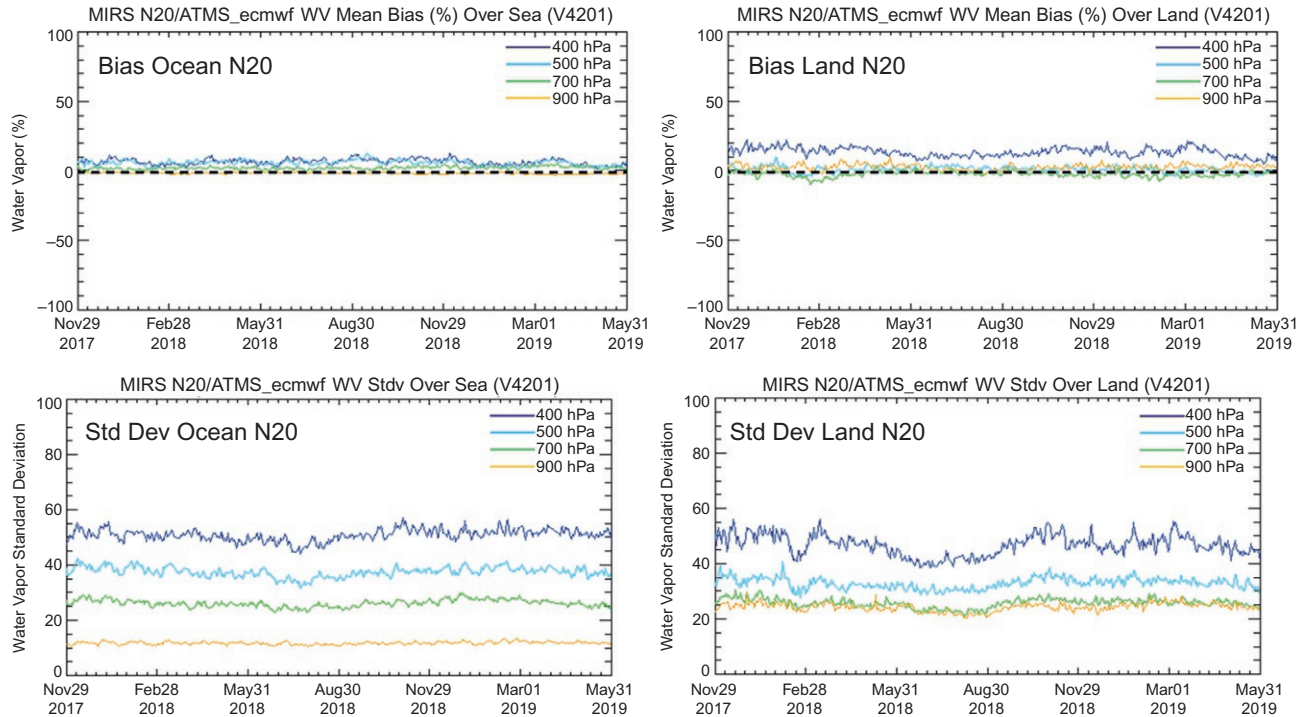 MIRS N20/ATMS_ecmwf WV Mean Bias (%) Over Sea (V4201)
Bias Ocean N20
400 hPa
500 hPa
700 hPa
900 hPa
Water Vapor (%)
100
50
0
−50
−100
Nov29 Feb28 May31 Aug30 Nov29 Mar01 May31
2017 2018 2018 2018 2018 2019 2019
MIRS N20/ATMS_ecmwf WV Mean Bias (%) Over Land (V4201)
Bias Land N20
400 hPa
500 hPa
700 hPa
900 hPa
Water Vapor (%)
100
50
0
−50
−100
Nov29 Feb28 May31 Aug30 Nov29 Mar01 May31
2017 2018 2018 2018 2018 2019 2019
MIRS N20/ATMS_ecmwf WV Stdv Over Sea (V4201)
Std Dev Ocean N20
400 hPa
500 hPa
700 hPa
900 hPa
Water Vapor Standard Deviation
100
80
60
40
20
0
Nov29 Feb28 May31 Aug30 Nov29 Mar01 May31
2017 2018 2018 2018 2018 2019 2019
MIRS N20/ATMS_ecmwf WV Stdv Over Land (V4201)
Std Dev Land N20
400 hPa
500 hPa
700 hPa
900 hPa
Water Vapor Standard Deviation
100
80
60
40
20
0
Nov29 Feb28 May31 Aug30 Nov29 Mar01 May31
2017 2018 2018 2018 2018 2019 2019